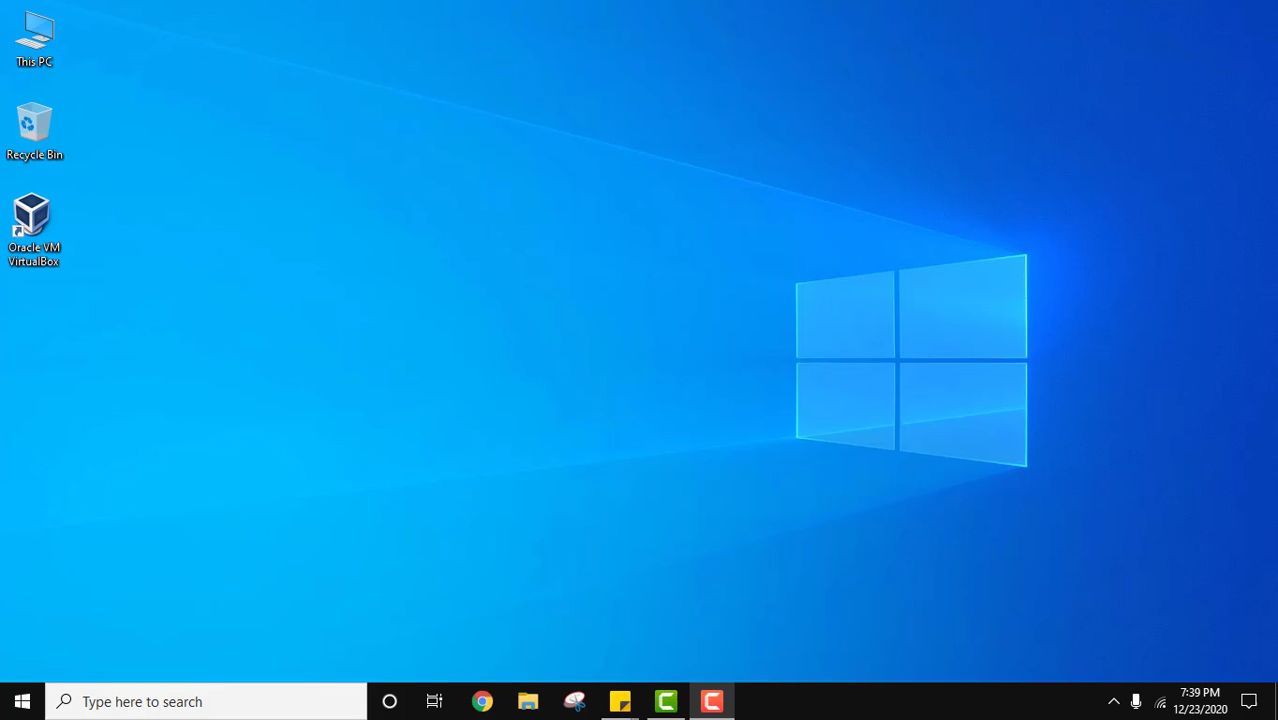 This PC
Recycle Bin
Oracle VM
VirtualBox
Type here to search
7:39 PM
12/23/2020